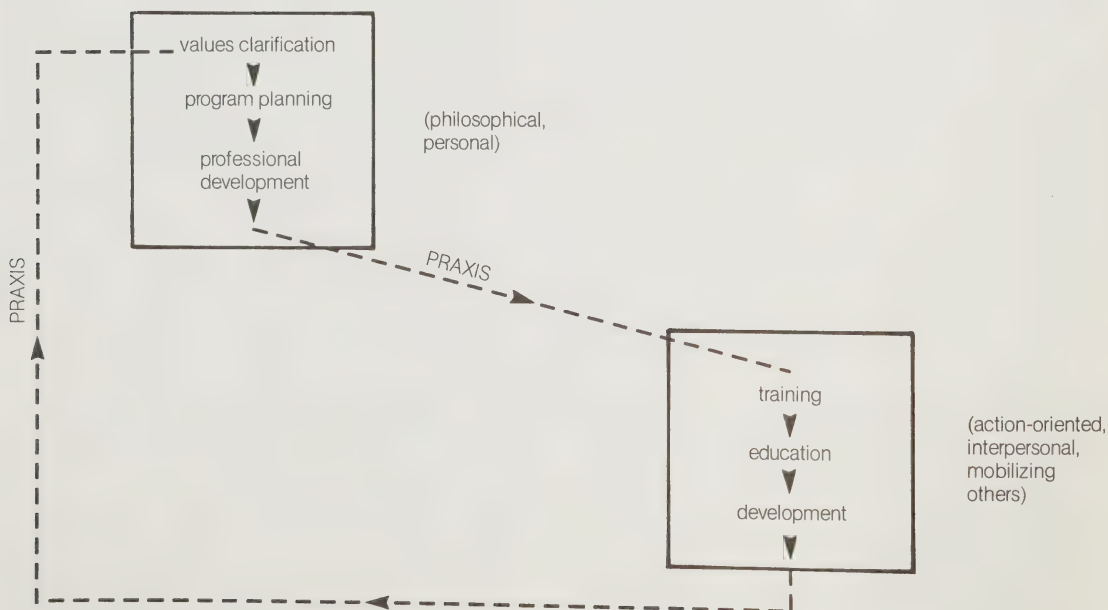 values clarification
program planning
professional
development
(philosophical,
personal)
PRAXIS
PRAXIS
training
education
development
(action-oriented,
interpersonal,
mobilizing
others)